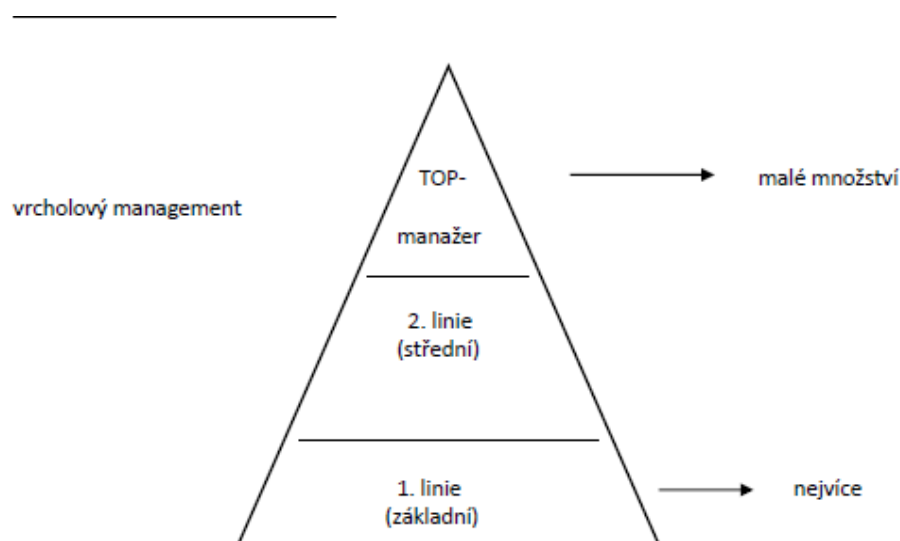 TOP-
malé množství
vrcholový management
manažer
2. linie
(střední)
1. linie
nejvíce
(základní)